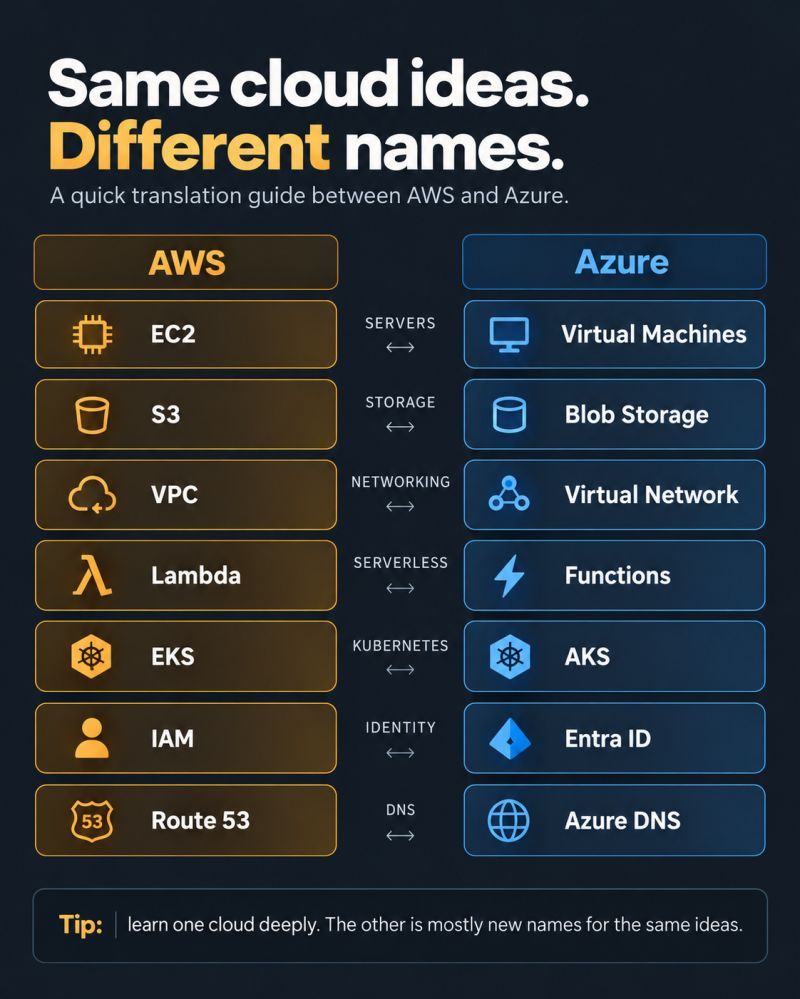 Same cloud ideas.
Different names.
A quick translation guide between AWS and Azure.
AWS
Azure
EC2
SERVERS
Virtual Machines
S3
STORAGE
Blob Storage
VPC
NETWORKING
Virtual Network
Lambda
SERVERLESS
Functions
EKS
KUBERNETES
AKS
IAM
IDENTITY
Entra ID
53
Route 53
DNS
Azure DNS
Tip: learn one cloud deeply. The other is mostly new names for the same ideas.